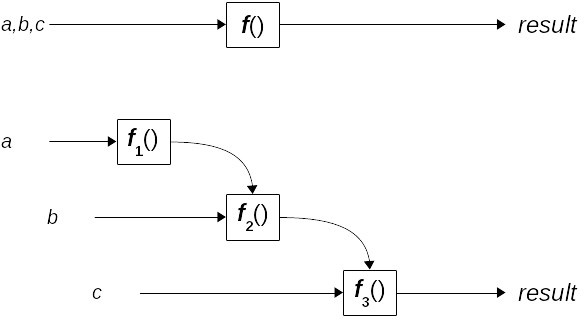 a,b,c f() result
a f1()
b f2()
c f3() result